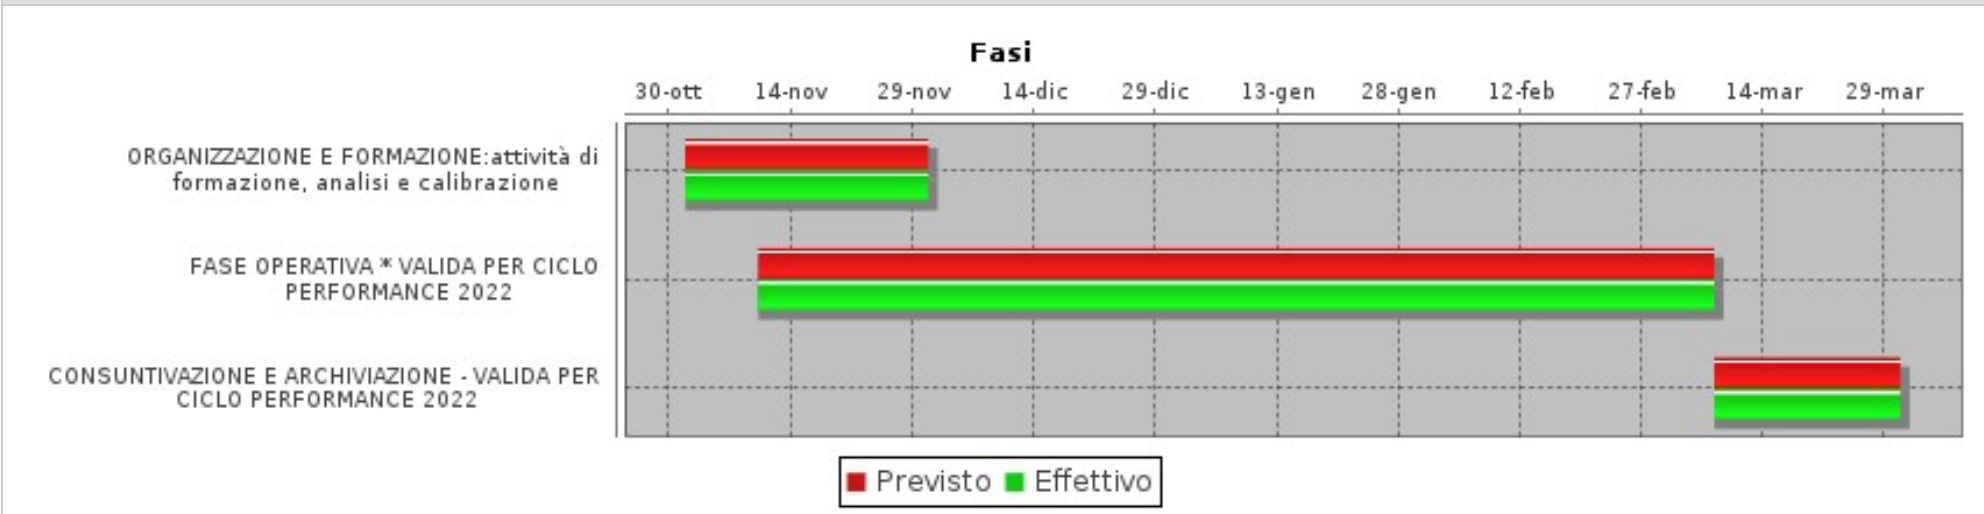 Fasi
30-ott 14-nov 29-nov 14-dic 29-dic 13-gen 28-gen 12-feb 27-feb 14-mar 29-mar
ORGANIZZAZIONE E FORMAZIONE:attività di
formazione, analisi e calibrazione
FASE OPERATIVA * VALIDA PER CICLO
PERFORMANCE 2022
CONSUNTIVAZIONE E ARCHIVIAZIONE - VALIDA PER
CICLO PERFORMANCE 2022
Previsto Effettivo